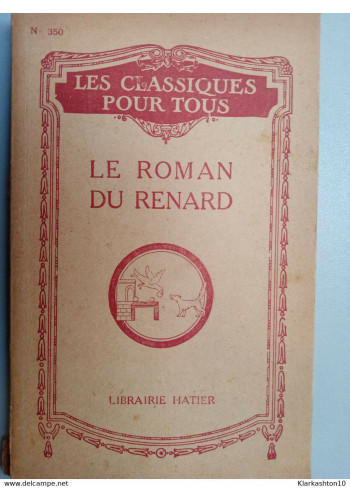 N° 350
LES CLASSIQUES
POUR TOUS
LE ROMAN
DU RENARD
LIBRAIRIE HATIER
www.delcampe.net
Klarkashton10